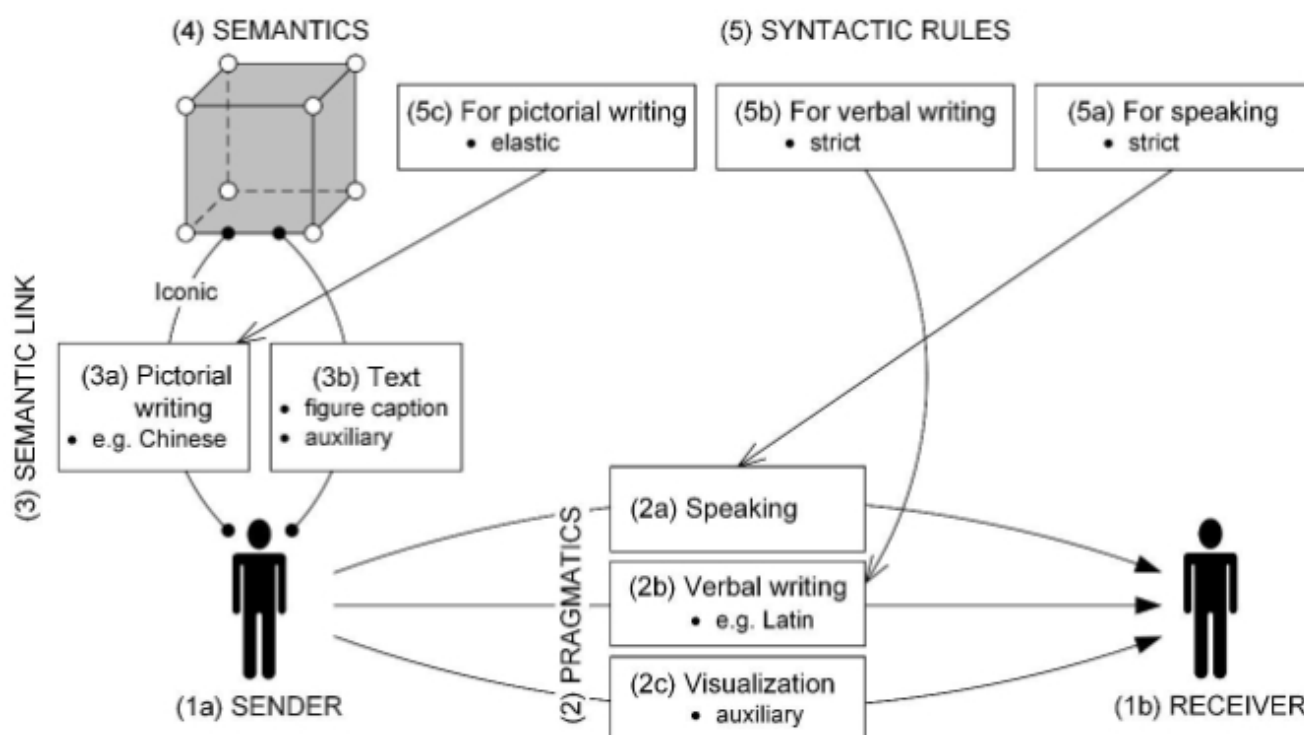 (4) SEMANTICS
(5) SYNTACTIC RULES
(5c) For pictorial writing
• elastic
(5b) For verbal writing
• strict
(5a) For speaking
• strict
Iconic
(3) SEMANTIC LINK
(3a) Pictorial
writing
• e.g. Chinese
(3b) Text
• figure caption
• auxiliary
(2) PRAGMATICS
(2a) Speaking
(2b) Verbal writing
• e.g. Latin
(2c) Visualization
• auxiliary
(1a) SENDER
(1b) RECEIVER